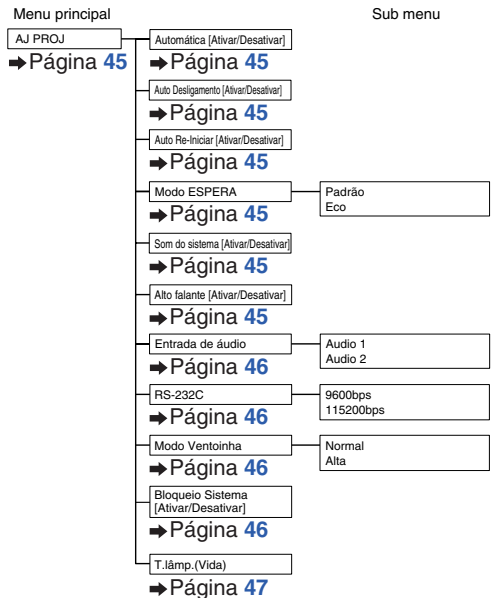 Menu principal
Sub menu
AJ PROJ
➡Página 45
Automática [Ativar/Desativar]
➡Página 45
Auto Desligamento [Ativar/Desativar]
➡Página 45
Auto Re-Iniciar [Ativar/Desativar]
➡Página 45
Modo ESPERA
➡Página 45
Padrão
Eco
Som do sistema [Ativar/Desativar]
➡Página 45
Alto falante [Ativar/Desativar]
➡Página 45
Entrada de áudio
➡Página 46
Audio 1
Audio 2
RS-232C
➡Página 46
9600bps
115200bps
Modo Ventoinha
➡Página 46
Normal
Alta
Bloqueio Sistema
[Ativar/Desativar]
➡Página 46
T.lâmp.(Vida)
➡Página 47